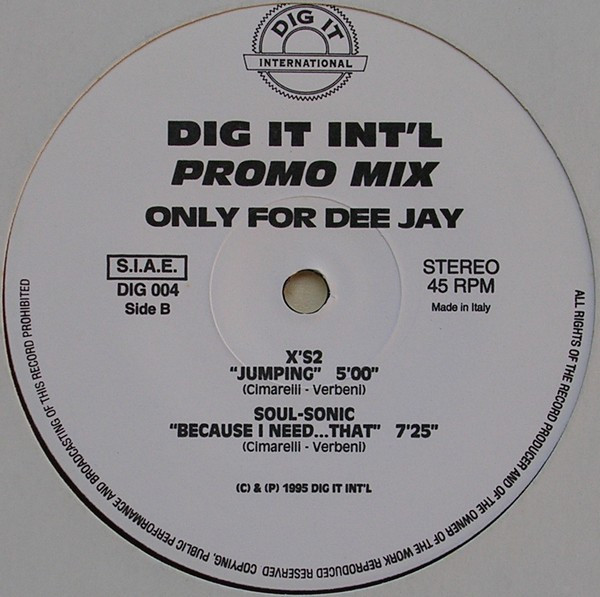 DIG IT
INTERNATIONAL
DIG IT INT'L
PROMO MIX
ONLY FOR DEE JAY
S.I.A.E.
DIG 004
Side B
STEREO
45 RPM
Made in Italy
X'S2
"JUMPING" 5'00"
(Cimarelli - Verbeni)
SOUL-SONIC
"BECAUSE I NEED...THAT" 7'25"
(Cimarelli - Verbeni)
(C) & (P) 1995 DIG IT INT'L
ALL RIGHTS OF THE RECORD PRODUCER AND OF THE OWNER OF THE WORK REPRODUCED RESERVED COPYING, PUBLIC PERFORMANCE AND BROADCASTING OF THIS RECORD PROHIBITED